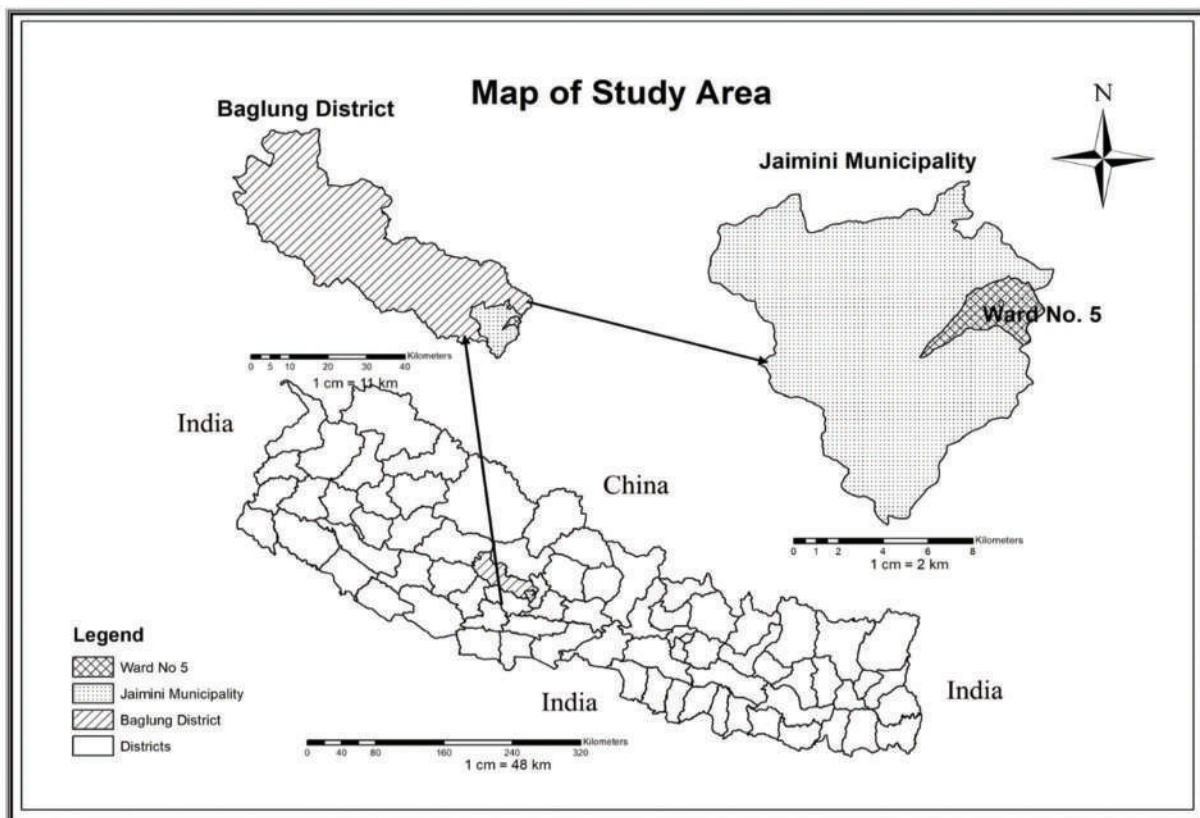 Map of Study Area
Baglung District
N
Jaimini Municipality
Ward No. 5
Kilometers
0 5 10 20 30 40
1 cm = 11 km
India
China
Kilometers
0 1 2 4 6 8
1 cm = 2 km
Legend
Ward No 5
Jaimini Municipality
Baglung District
Districts
India
India
Kilometers
0 20 40 80 160 240 320
1 cm = 48 km